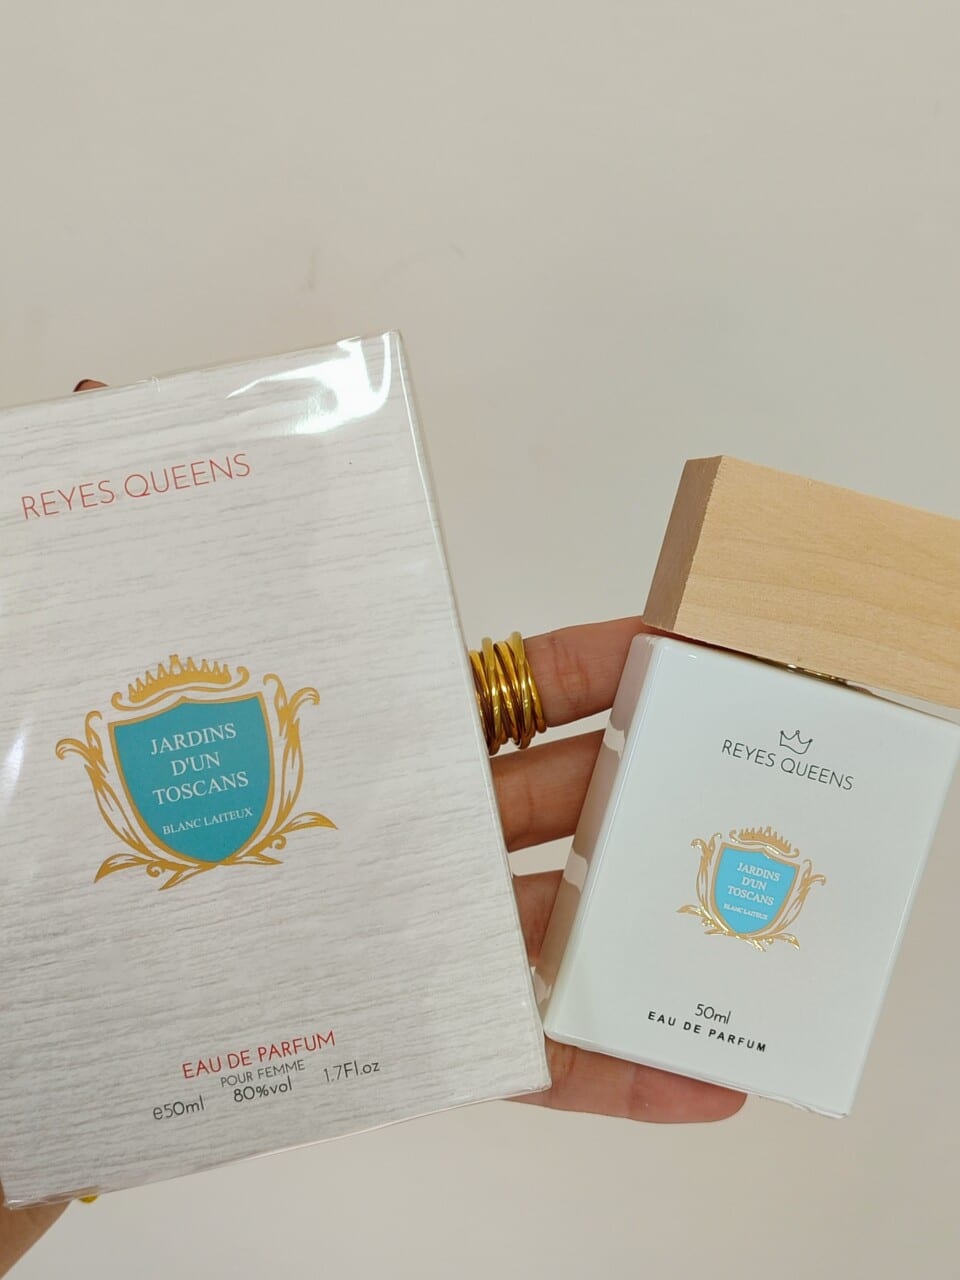 REYES QUEENS
JARDINS
D'UN
TOSCANS
BLANC LAITEUX
EAU DE PARFUM
POUR FEMME
e50ml 80%vol 1.7Fl.oz
REYES QUEENS
JARDINS
D'UN
TOSCANS
BLANC LAITEUX
50ml
EAU DE PARFUM